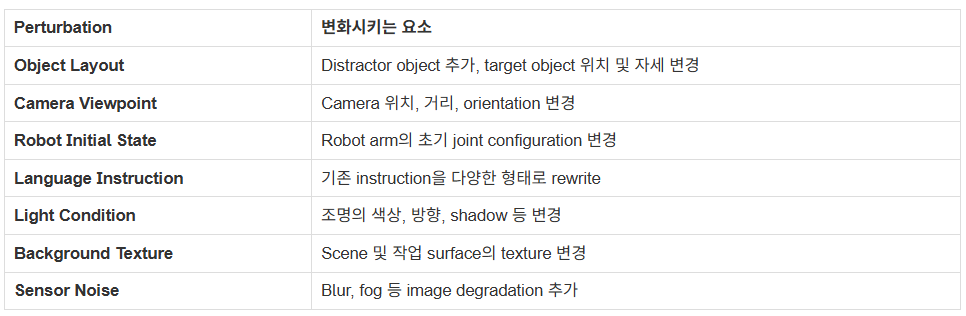 Perturbation 변화시키는 요소
Object Layout Distractor object 추가, target object 위치 및 자세 변경
Camera Viewpoint Camera 위치, 거리, orientation 변경
Robot Initial State Robot arm의 초기 joint configuration 변경
Language Instruction 기존 instruction을 다양한 형태로 rewrite
Light Condition 조명의 색상, 방향, shadow 등 변경
Background Texture Scene 및 작업 surface의 texture 변경
Sensor Noise Blur, fog 등 image degradation 추가